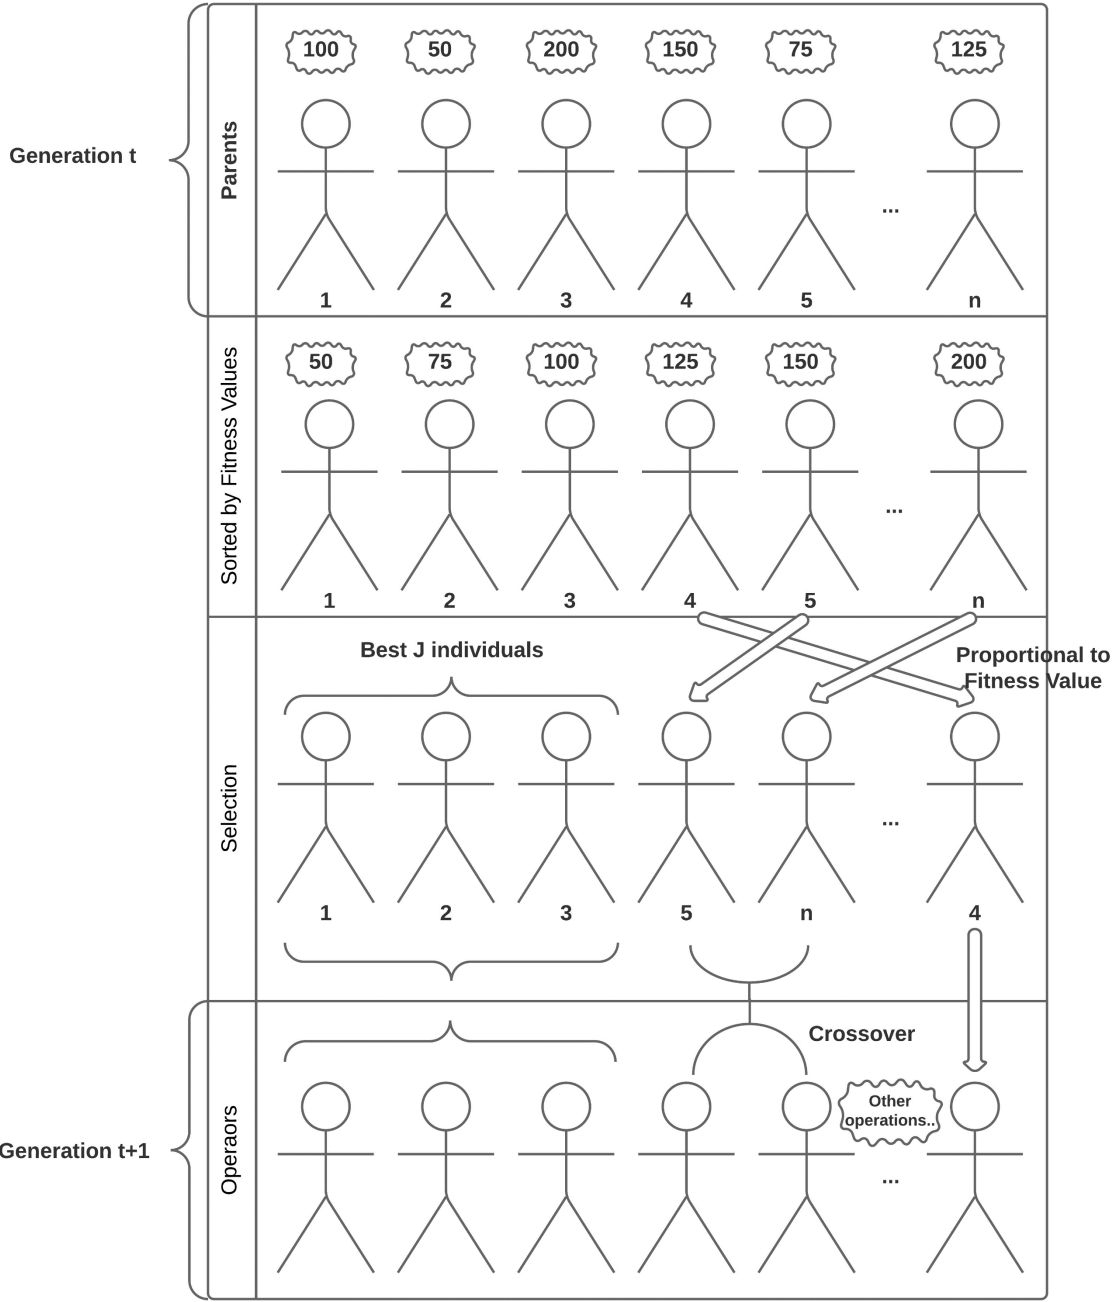 100 50 200 150 75 125
Generation t
Parents
...
1 2 3 4 5 n
50 75 100 125 150 200
Sorted by Fitness Values
...
1 2 3 4 5 n
Best J individuals
Proportional to
Fitness Value
Selection
...
1 2 3 5 n 4
Crossover
Other
operations..
Generation t+1
Operaors
...